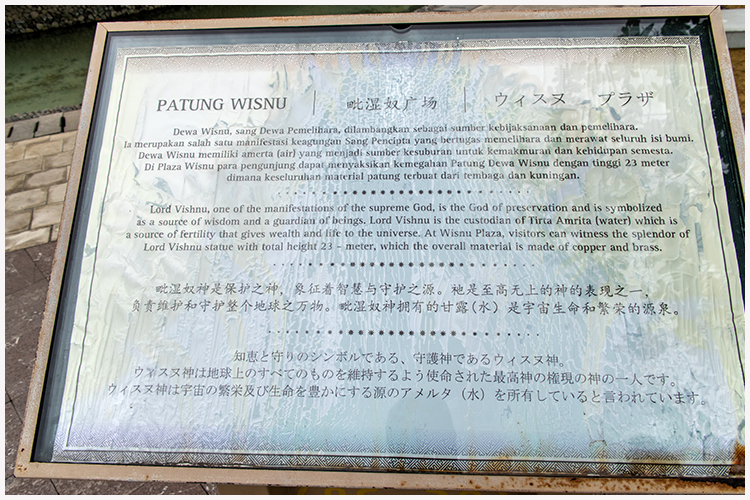 PATUNG WISNU | 毗湿奴广场 | ウィスヌ プラザ
Dewa Wisnu, sang Dewa Pemelihara, dilambangkan sebagai sumber kebijaksanaan dan pemelihara.
Ia merupakan salah satu manifestasi keagungan Sang Pencipta yang bertugas memelihara dan merawat seluruh isi bumi.
Dewa Wisnu memiliki amerta (air) yang menjadi sumber kesuburan untuk kemakmuran dan kehidupan semesta.
Di Plaza Wisnu para pengunjung dapat menyaksikan kemegahan Patung Dewa Wisnu dengan tinggi 23 meter
dimana keseluruhan material patung terbuat dari tembaga dan kuningan.
Lord Vishnu, one of the manifestations of the supreme God, is the God of preservation and is symbolized
as a source of wisdom and a guardian of beings. Lord Vishnu is the custodian of Tirta Amrita (water) which is
a source of fertility that gives wealth and life to the universe. At Wisnu Plaza, visitors can witness the splendor of
Lord Vishnu statue with total height 23 - meter, which the overall material is made of copper and brass.
毗湿奴神是保护之神，象征着智慧与守护之源。祂是至高无上的神的表现之一，
负责维护和守护整个地球之万物。毗湿奴神拥有的甘露(水）是宇宙生命和繁荣的源泉。
知恵と守りのシンボルである、守護神であるウィスヌ神。
ウィスヌ神は地球上のすべてのものを維持するよう使命された最高神の権現の神の一人です。
ウィスヌ神は宇宙の繁栄及び生命を豊かにする源のアメルタ（水）を所有していると言われています。